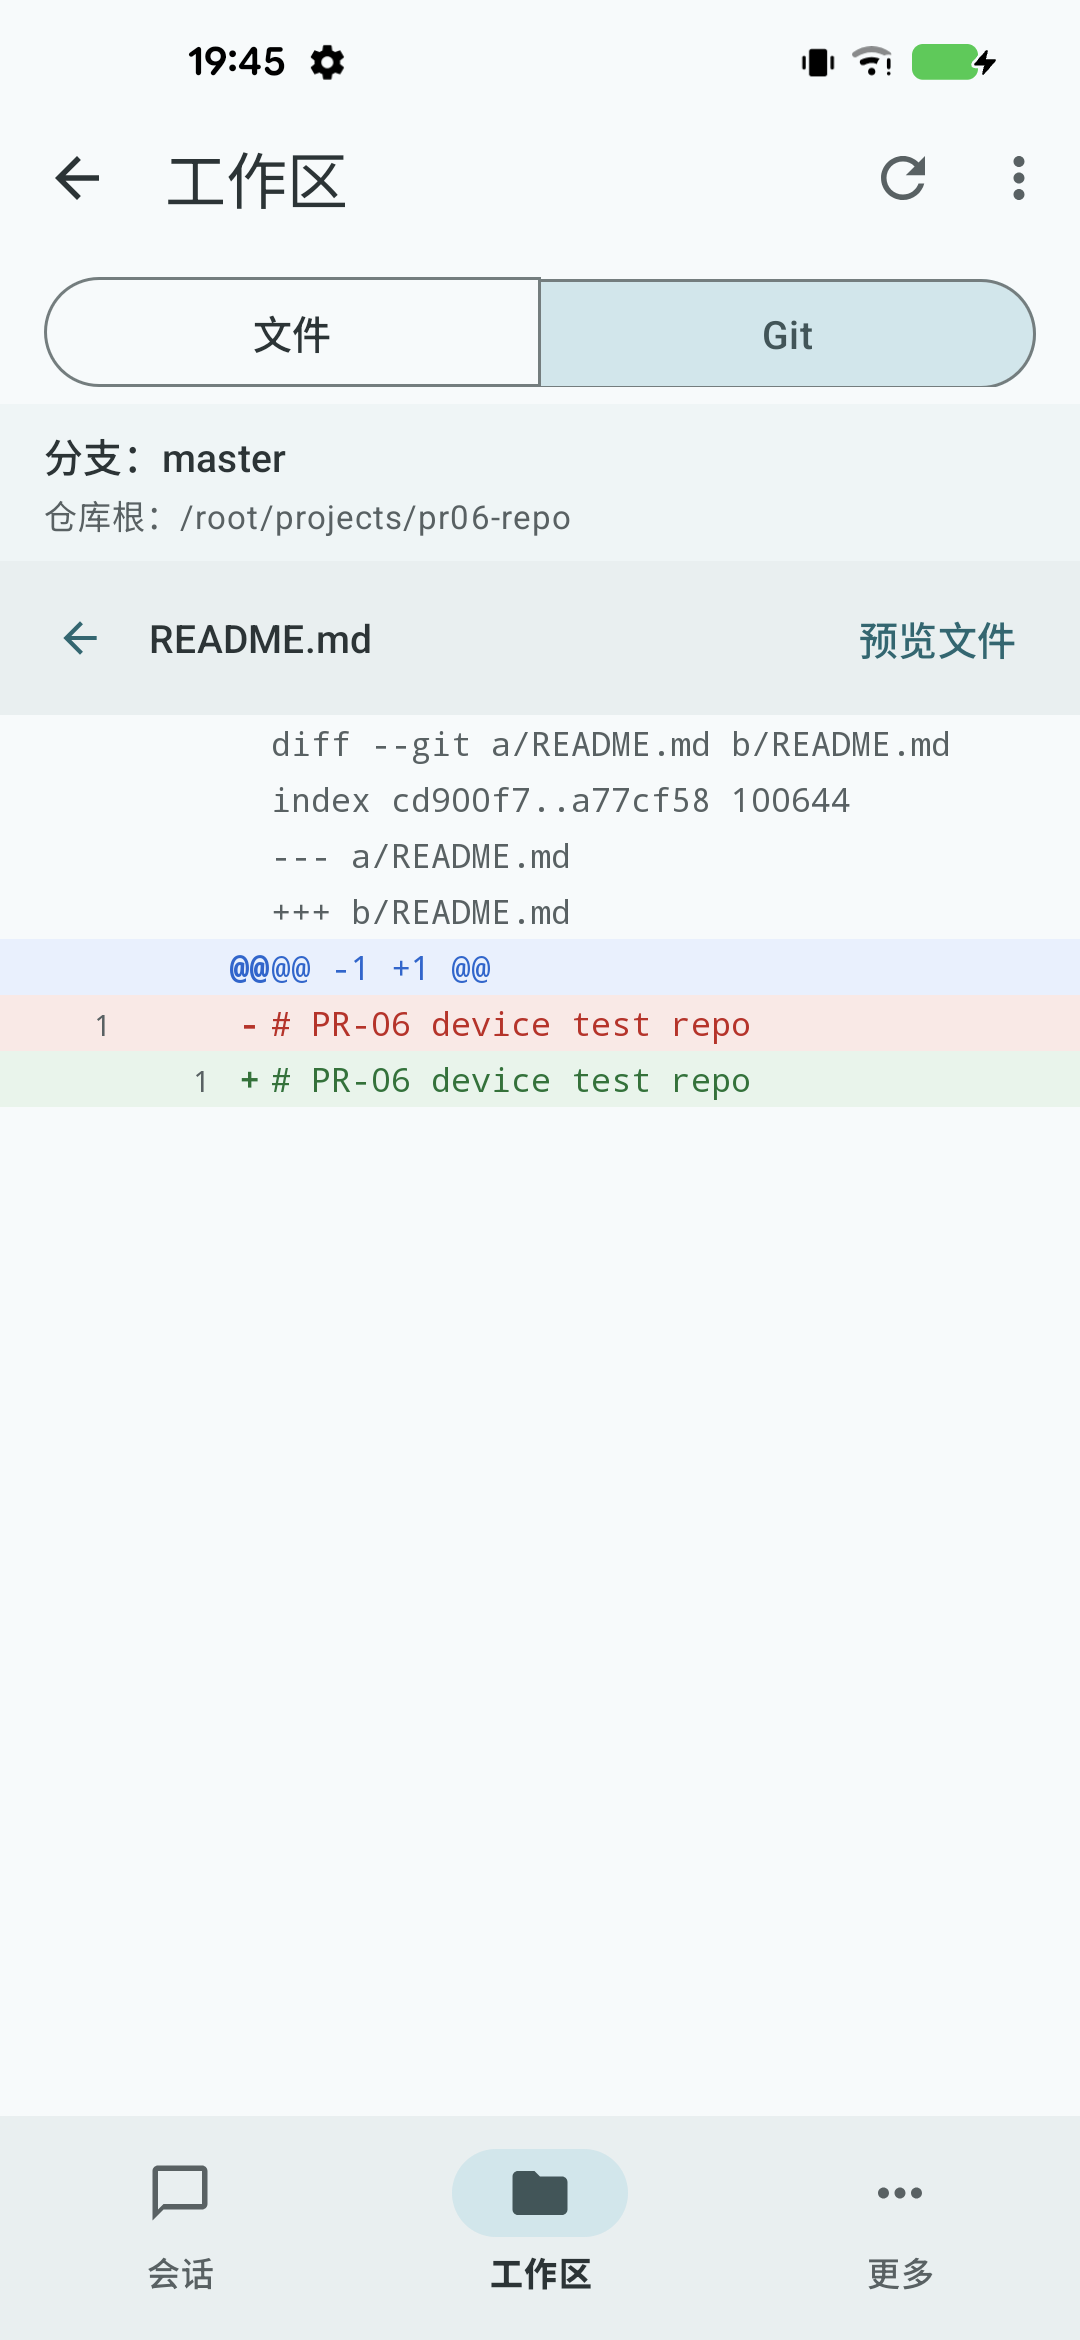 19:45
工作区
文件
Git
分支：master
仓库根：/root/projects/pr06-repo
README.md
预览文件
diff --git a/README.md b/README.md
index cd900f7..a77cf58 100644
--- a/README.md
+++ b/README.md
@@@@ -1 +1 @@
1 - # PR-06 device test repo
1 + # PR-06 device test repo
会话
工作区
更多